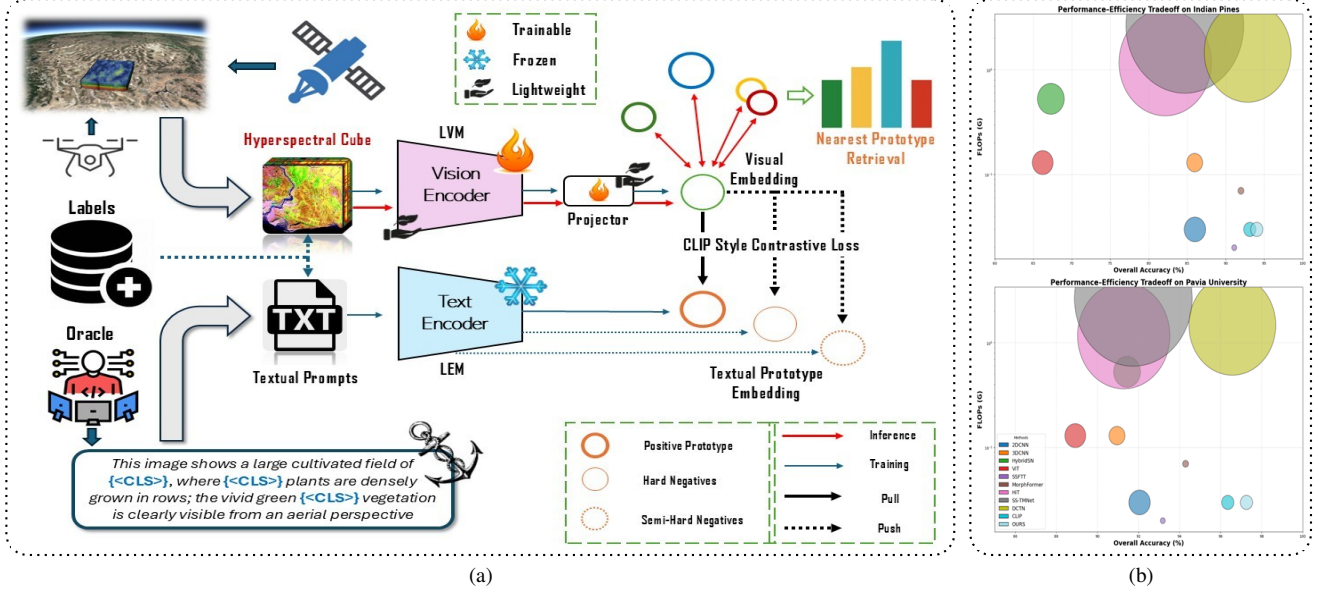 Trainable
Frozen
Lightweight
Hyperspectral Cube
LVM
Vision
Encoder
Projector
Visual
Embedding
Nearest Prototype
Retrieval
Labels
CLIP Style Contrastive Loss
TXT
Text
Encoder
LEM
Oracle
Textual Prompts
Textual Prototype
Embedding
This image shows a large cultivated field of
{<CLS>}, where {<CLS>} plants are densely
grown in rows; the vivid green {<CLS>} vegetation
is clearly visible from an aerial perspective
Positive Prototype
Hard Negatives
Semi-Hard Negatives
Inference
Training
Pull
Push
(a)
Performance-Efficiency Tradeoff on Indian Pines
FLOPs (G)
Overall Accuracy (%)
Performance-Efficiency Tradeoff on Pavia University
FLOPs (G)
Methods
2DCNN
3DCNN
HybridSN
ViT
SSFTT
MorphFormer
HiT
SS-TMNet
DCTN
CLIP
OURS
Overall Accuracy (%)
(b)